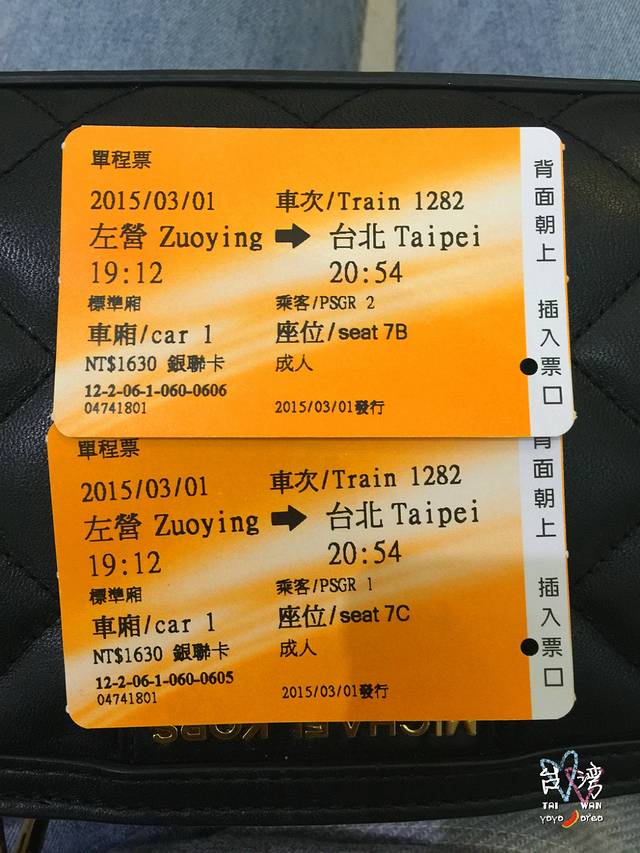 單程票
2015/03/01 車次/Train 1282
左營 Zuoying ➡ 台北 Taipei
19:12 20:54
標準廂 乘客/PSGR 2
車廂/car 1 座位/seat 7B
NT$1630 銀聯卡 成人
12-2-06-1-060-0606
04741801 2015/03/01發行
背面朝上 插入票口
單程票
2015/03/01 車次/Train 1282
左營 Zuoying ➡ 台北 Taipei
19:12 20:54
標準廂 乘客/PSGR 1
車廂/car 1 座位/seat 7C
NT$1630 銀聯卡 成人
12-2-06-1-060-0605
04741801 2015/03/01發行
背面朝上 插入票口
MICHAEL KORS
台湾
TAI WAN
yoyo oreo